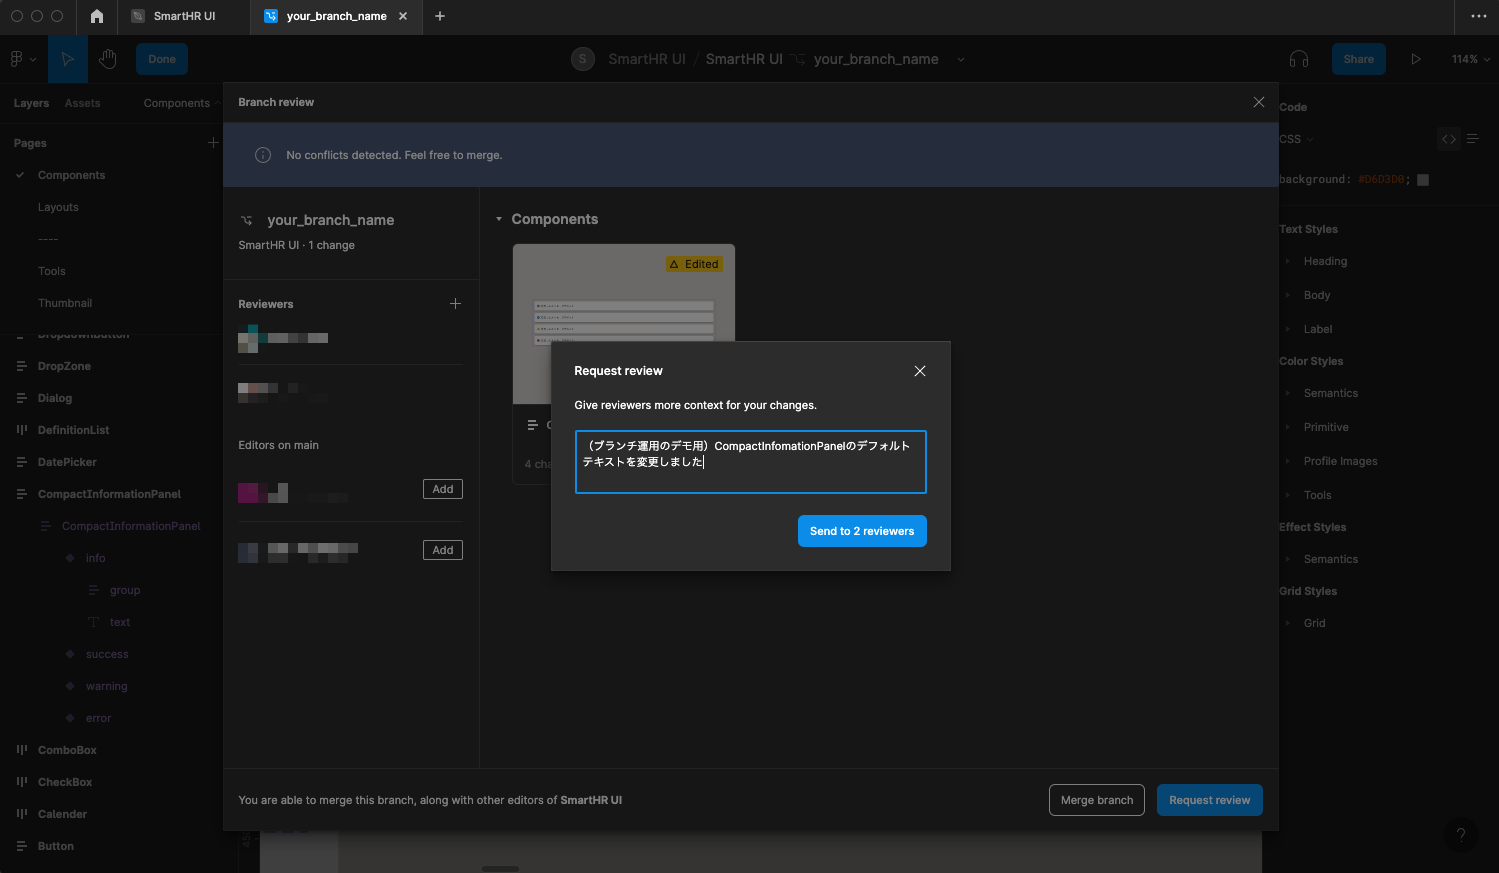 SmartHR UI
your_branch_name
Done
S
SmartHR UI / SmartHR UI your_branch_name
Share
114%
Layers
Assets
Components
Pages
Components
Layouts
----
Tools
Thumbnail
DropdownButton
DropZone
Dialog
DefinitionList
DatePicker
CompactInformationPanel
CompactInformationPanel
info
group
text
success
warning
error
ComboBox
CheckBox
Calender
Button
Branch review
No conflicts detected. Feel free to merge.
your_branch_name
SmartHR UI · 1 change
Reviewers
Editors on main
Add
Add
Components
Edited
4 cha
Request review
Give reviewers more context for your changes.
（ブランチ運用のデモ用）CompactInfomationPanelのデフォルト
テキストを変更しました
Send to 2 reviewers
You are able to merge this branch, along with other editors of SmartHR UI
Merge branch
Request review
Code
CSS
background: #D6D3D0;
Text Styles
Heading
Body
Label
Color Styles
Semantics
Primitive
Profile Images
Tools
Effect Styles
Semantics
Grid Styles
Grid
?